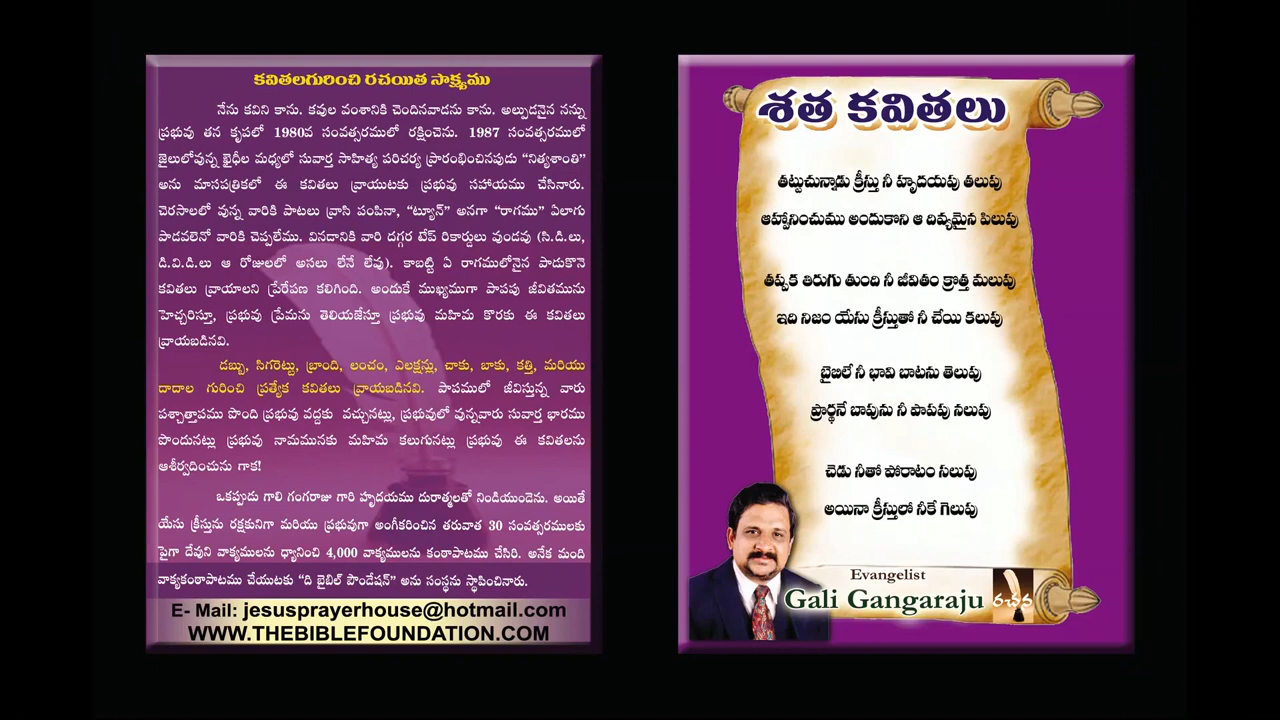 కవితలగురించి రచయిత సాక్ష్యము
నేను కవిని కాను. కవుల వంశానికి చెందినవాడను కాను. అల్పుడనైన నన్ను
ప్రభువు తన కృపలో 1980వ సంవత్సరములో రక్షించెను. 1987 సంవత్సరములో
జైలులోవున్న ఖైధీల మధ్యలో సువార్త సాహిత్య పరిచర్య ప్రారంభించినపుడు “నిత్యశాంతి”
అను మాసపత్రికలో ఈ కవితలు వ్రాయుటకు ప్రభువు సహాయము చేసినారు.
చెరసాలలో వున్న వారికి పాటలు వ్రాసి పంపినా, “ట్యూన్” అనగా “రాగము” ఏలాగు
పాడవలెనో వారికి చెప్పలేము. వినడానికి వారి దగ్గర టేప్ రికార్డులు వుండవు (సి.డి.లు,
డి.వి.డి.లు ఆ రోజులలో అసలు లేనే లేవు). కాబట్టి ఏ రాగములోనైన పాడుకొనె
కవితలు వ్రాయాలని ప్రేరేపణ కలిగింది. అందుకే ముఖ్యముగా పాపపు జీవితమును
హెచ్చరిస్తూ, ప్రభువు ప్రేమను తెలియజేస్తూ ప్రభువు మహిమ కొరకు ఈ కవితలు
వ్రాయబడినవి.
డబ్బు, సిగరెట్టు, బ్రాంది, లంచం, ఎలక్షన్లు, చాకు, బాకు, కత్తి, మరియు
దాదాల గురించి ప్రత్యేక కవితలు వ్రాయబడినవి. పాపములో జీవిస్తున్న వారు
పశ్చాత్తాపము పొంది ప్రభువు వద్దకు వచ్చునట్లు, ప్రభువులో వున్నవారు సువార్త భారము
పొందునట్లు ప్రభువు నామమునకు మహిమ కలుగునట్లు ప్రభువు ఈ కవితలను
ఆశీర్వదించును గాక!
ఒకప్పుడు గాలి గంగరాజు గారి హృదయము దురాత్మలతో నిండియుండెను. అయితే
యేసు క్రీస్తును రక్షకునిగా మరియు ప్రభువుగా అంగీకరించిన తరువాత 30 సంవత్సరములకు
పైగా దేవుని వాక్యములను ధ్యానించి 4,000 వాక్యములను కంఠాపాటము చేసిరి. అనేక మంది
వాక్యకంఠాపాటము చేయుటకు “ది బైబిల్ ఫౌండేషన్” అను సంస్థను స్థాపించినారు.
E- Mail: jesusprayerhouse@hotmail.com
WWW.THEBIBLEFOUNDATION.COM
శత కవితలు
తట్టుచున్నాడు క్రీస్తు నీ హృదయపు తలుపు
ఆహ్వానించుము అందుకొని ఆ దివ్యమైన పిలుపు
తప్పక తిరుగు తుంది నీ జీవితం క్రొత్త మలుపు
ఇది నిజం యేసు క్రీస్తుతో నీ చేయి కలుపు
బైబిలే నీ భావి బాటను తెలుపు
ప్రార్థనే బాపును నీ పాపపు నలుపు
చెడు నీతో పోరాటం సలుపు
అయినా క్రీస్తులో నీకే గెలుపు
Evangelist
Gali Gangaraju రచన